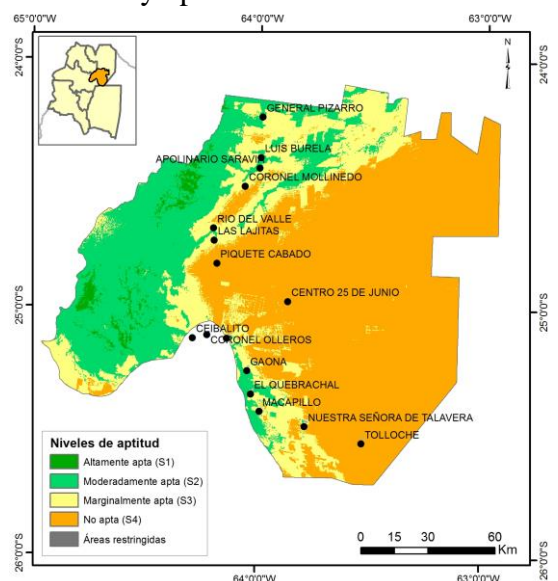 65°0'0"W
64°0'0"W
63°0'0"W
24°0'0"S
24°0'0"S
N
GENERAL PIZARRO
LUIS BURELA
APOLINARIO SARAVIA
CORONEL MOLLINEDO
RIO DEL VALLE
LAS LAJITAS
PIQUETE CABADO
CENTRO 25 DE JUNIO
25°0'0"S
25°0'0"S
CEIBALITO
CORONEL OLLEROS
GAONA
EL QUEBRACHAL
MACAPILLO
NUESTRA SEÑORA DE TALAVERA
TOLLOCHE
Niveles de aptitud
Altamente apta (S1)
Moderadamente apta (S2)
Marginalmente apta (S3)
No apta (S4)
Áreas restringidas
0 15 30 60
Km
26°0'0"S
26°0'0"S
64°0'0"W
63°0'0"W